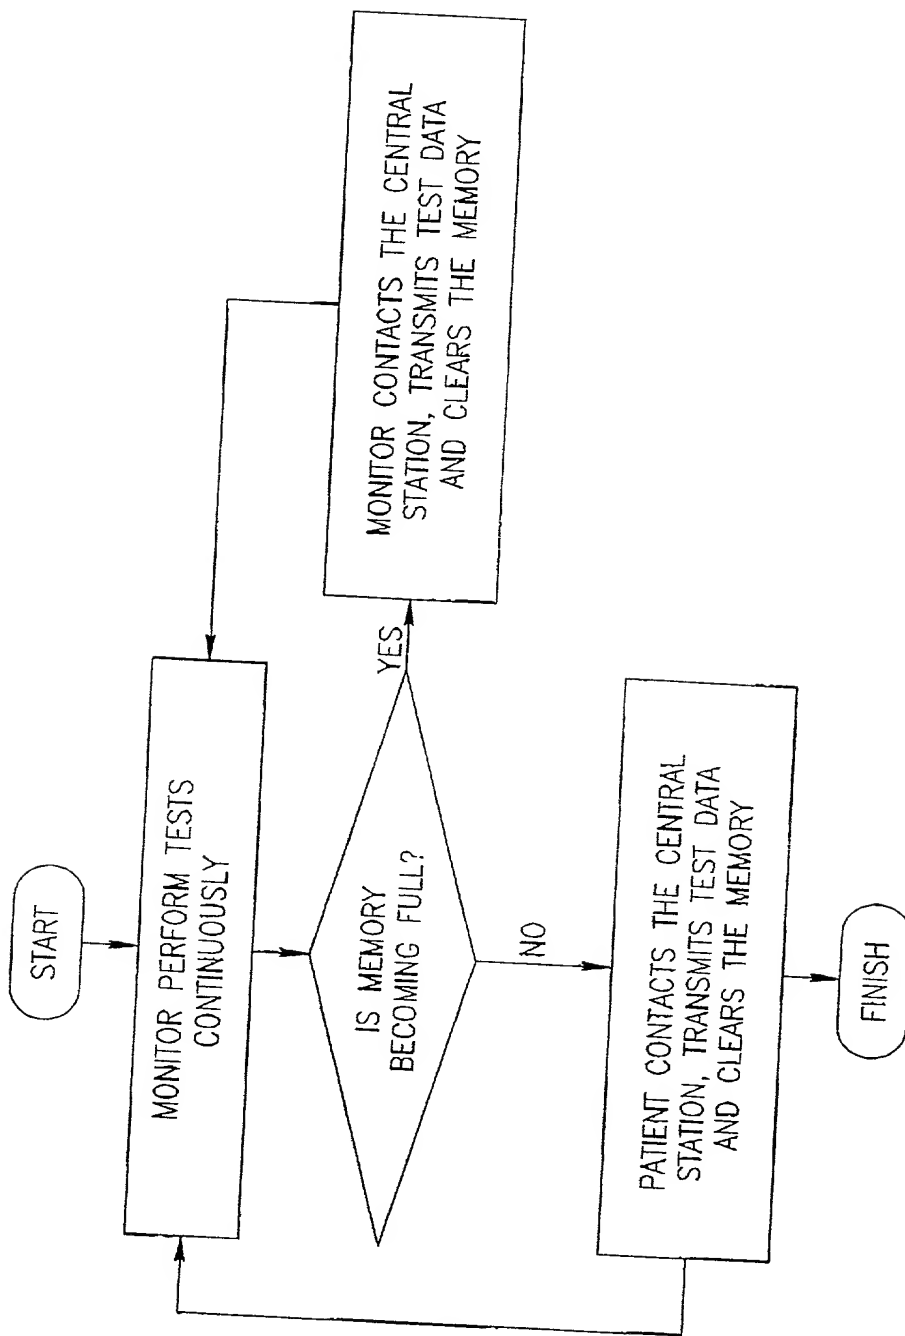 START
MONITOR PERFORM TESTS
CONTINUOUSLY
IS MEMORY
BECOMING FULL?
YES
MONITOR CONTACTS THE CENTRAL
STATION, TRANSMITS TEST DATA
AND CLEARS THE MEMORY
NO
PATIENT CONTACTS THE CENTRAL
STATION, TRANSMITS TEST DATA
AND CLEARS THE MEMORY
FINISH